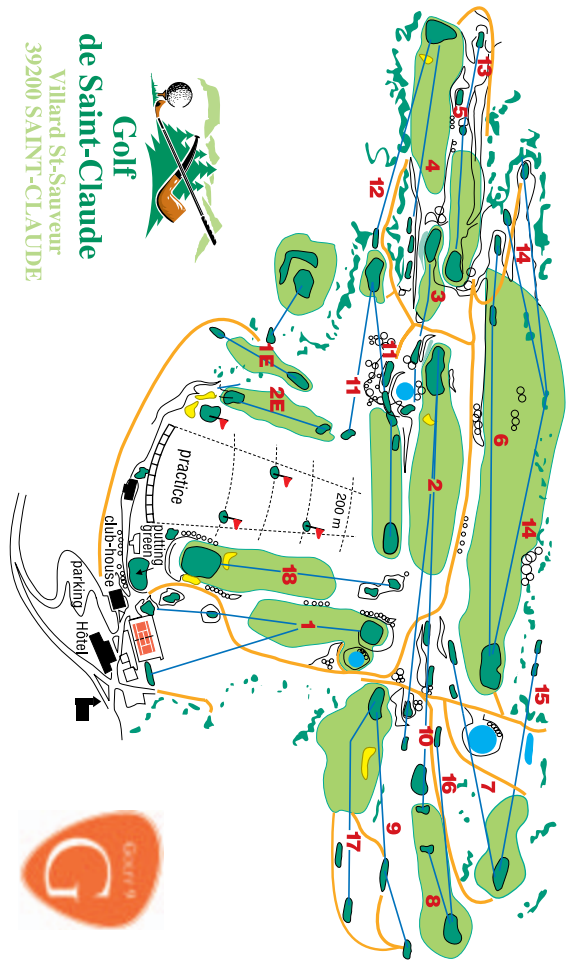 Golf
de Saint-Claude
Villard St-Sauveur
39200 SAINT-CLAUDE
13
5
4
12
14
3
11
11
6
2
14
1E
2E
practice
200 m
putting
green
club-house
parking
Hôtel
18
1
15
10
16
7
9
17
8
Golfy 9
G